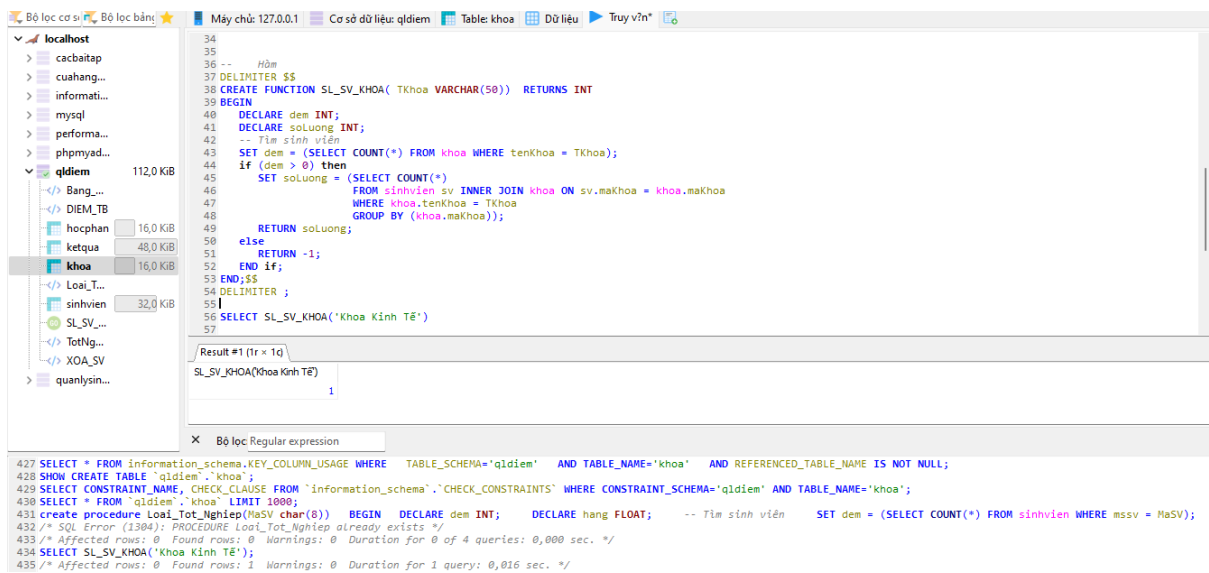 Bộ lọc cơ sở Bộ lọc bảng Máy chủ: 127.0.0.1 Cơ sở dữ liệu: qldiem Table: khoa Dữ liệu Truy v?n*
localhost
cacbaitap
cuahang...
informati...
mysql
performa...
phpmyad...
qldiem 112,0 KiB
Bang_...
DIEM_TB
hocphan 16,0 KiB
ketqua 48,0 KiB
khoa 16,0 KiB
Loai_T...
sinhvien 32,0 KiB
SL_SV_...
TotNg...
XOA_SV
quanlysin...
34
35
36 -- Hàm
37 DELIMITER $$
38 CREATE FUNCTION SL_SV_KHOA( TKhoa VARCHAR(50)) RETURNS INT
39 BEGIN
40 DECLARE dem INT;
41 DECLARE soLuong INT;
42 -- Tìm sinh viên
43 SET dem = (SELECT COUNT(*) FROM khoa WHERE tenKhoa = TKhoa);
44 if (dem > 0) then
45 SET soLuong = (SELECT COUNT(*)
46 FROM sinhvien sv INNER JOIN khoa ON sv.maKhoa = khoa.maKhoa
47 WHERE khoa.tenKhoa = TKhoa
48 GROUP BY (khoa.maKhoa));
49 RETURN soLuong;
50 else
51 RETURN -1;
52 END if;
53 END;$$
54 DELIMITER ;
55
56 SELECT SL_SV_KHOA('Khoa Kinh Tế')
57
Result #1 (1r × 1c)
SL_SV_KHOA('Khoa Kinh Tế')
1
× Bộ lọc: Regular expression
427 SELECT * FROM information_schema.KEY_COLUMN_USAGE WHERE TABLE_SCHEMA='qldiem' AND TABLE_NAME='khoa' AND REFERENCED_TABLE_NAME IS NOT NULL;
428 SHOW CREATE TABLE `qldiem`.`khoa`;
429 SELECT CONSTRAINT_NAME, CHECK_CLAUSE FROM `information_schema`.`CHECK_CONSTRAINTS` WHERE CONSTRAINT_SCHEMA='qldiem' AND TABLE_NAME='khoa';
430 SELECT * FROM `qldiem`.`khoa` LIMIT 1000;
431 create procedure Loai_Tot_Nghiep(MaSV char(8)) BEGIN DECLARE dem INT; DECLARE hang FLOAT; -- Tìm sinh viên SET dem = (SELECT COUNT(*) FROM sinhvien WHERE mssv = MaSV);
432 /* SQL Error (1304): PROCEDURE Loai_Tot_Nghiep already exists */
433 /* Affected rows: 0 Found rows: 0 Warnings: 0 Duration for 0 of 4 queries: 0,000 sec. */
434 SELECT SL_SV_KHOA('Khoa Kinh Tế');
435 /* Affected rows: 0 Found rows: 1 Warnings: 0 Duration for 1 query: 0,016 sec. */